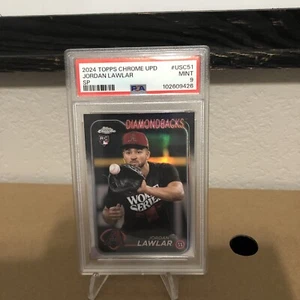 2024 TOPPS CHROME UPD #USC51
JORDAN LAWLAR MINT
SP 9
PSA 102609426
DIAMONDBACKS
RC
WORLD
SERIES
LAWLAR